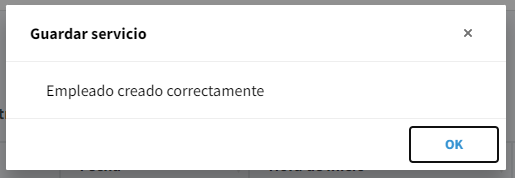 Guardar servicio
×
Empleado creado correctamente
OK